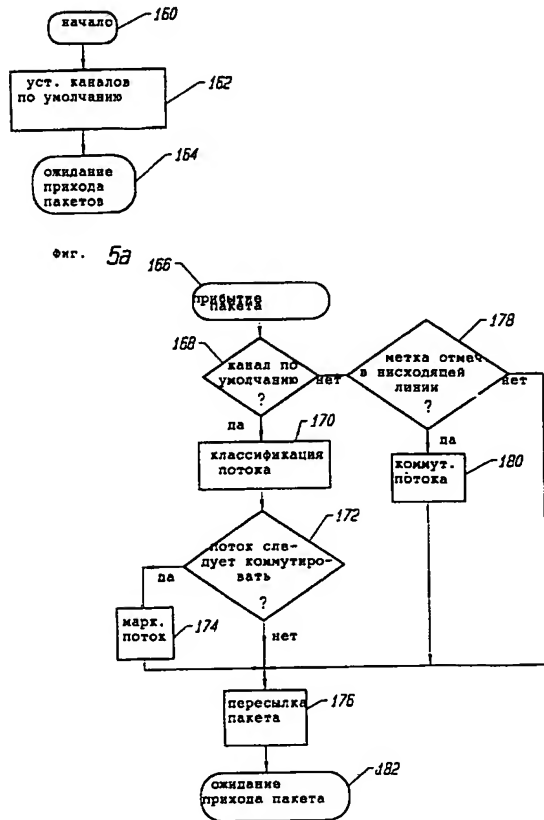 начало
160
уст. каналов
по умолчанию
162
ожидание
прихода
пакетов
164
Фиг. 5а
166
прибытие
пакета
168
канал по
умолчанию
?
нет
да
178
метка отмеч
в нисходящей
линии
?
нет
да
170
классификация
потока
коммут.
потока
180
172
поток сле-
дует коммутиро-
вать
?
да
нет
марк.
поток
174
пересылка
пакета
176
ожидание
прихода пакета
182